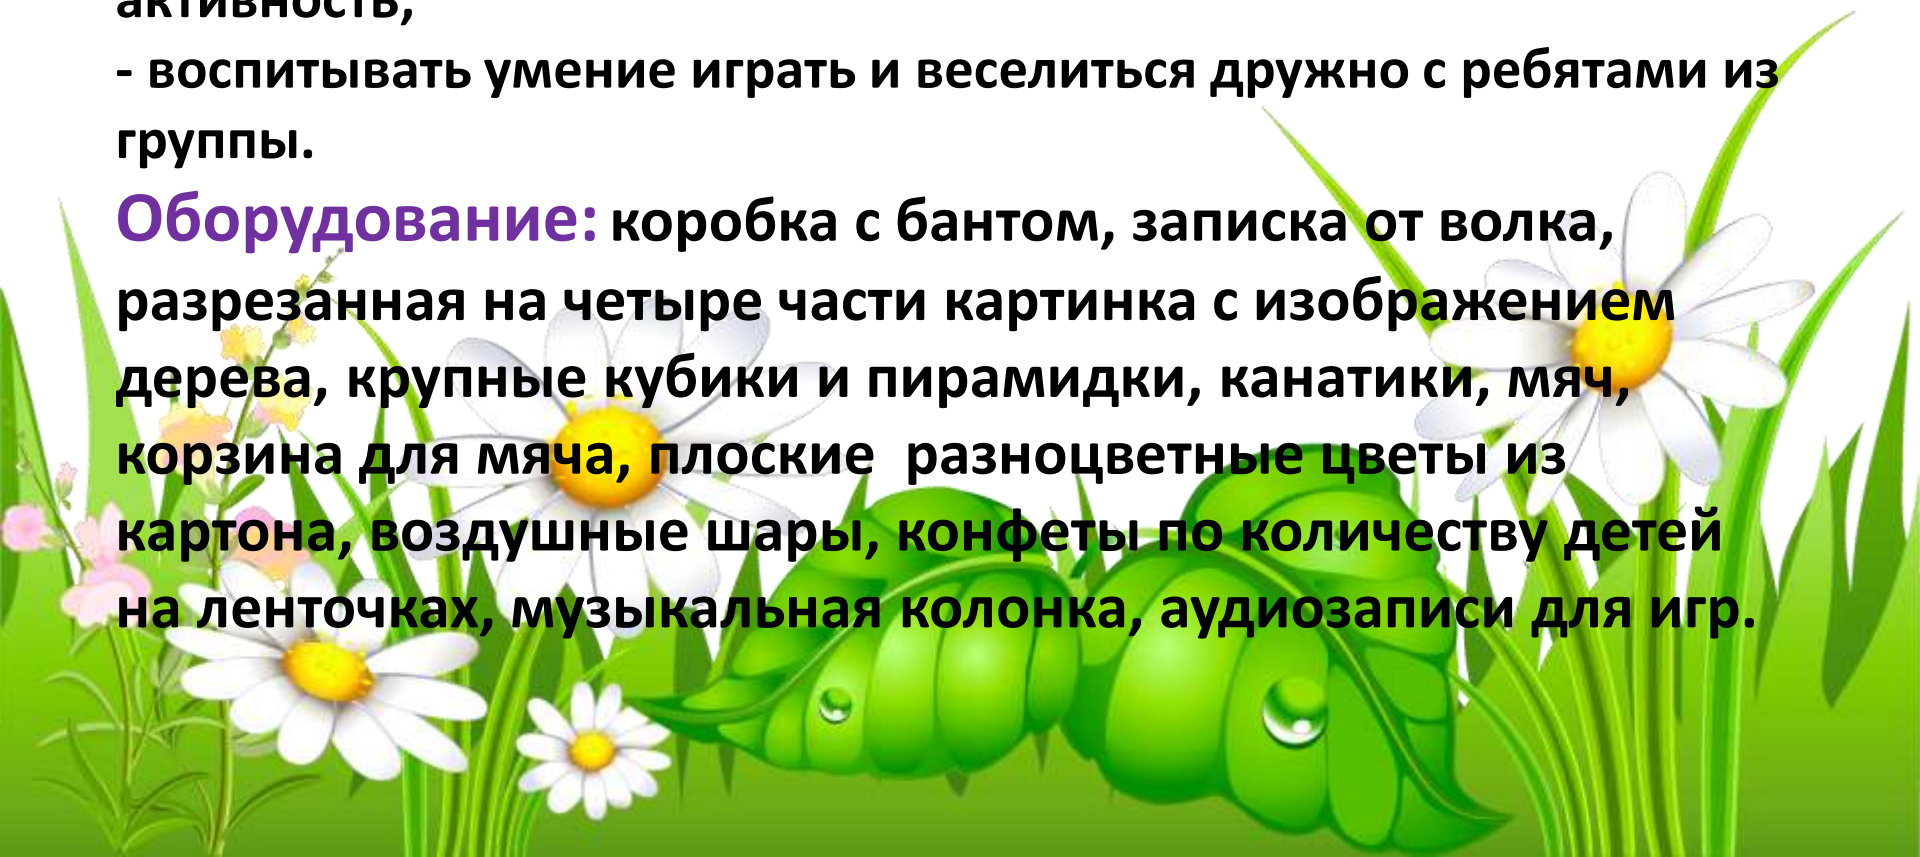 активность;
- воспитывать умение играть и веселиться дружно с ребятами из
группы.
Оборудование: коробка с бантом, записка от волка,
разрезанная на четыре части картинка с изображением
дерева, крупные кубики и пирамидки, канатики, мяч,
корзина для мяча, плоские  разноцветные цветы из
картона, воздушные шары, конфеты по количеству детей
на ленточках, музыкальная колонка, аудиозаписи для игр.